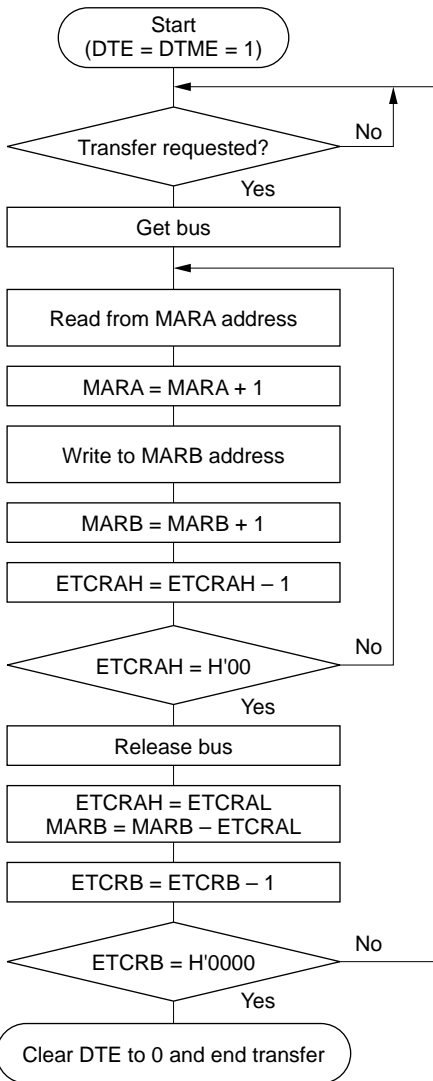 Start
(DTE = DTME = 1)
Transfer requested?
No
Yes
Get bus
Read from MARA address
MARA = MARA + 1
Write to MARB address
MARB = MARB + 1
ETCRAH = ETCRAH – 1
No
ETCRAH = H'00
Yes
Release bus
ETCRAH = ETCRAL
MARB = MARB – ETCRAL
ETCRB = ETCRB – 1
No
ETCRB = H'0000
Yes
Clear DTE to 0 and end transfer